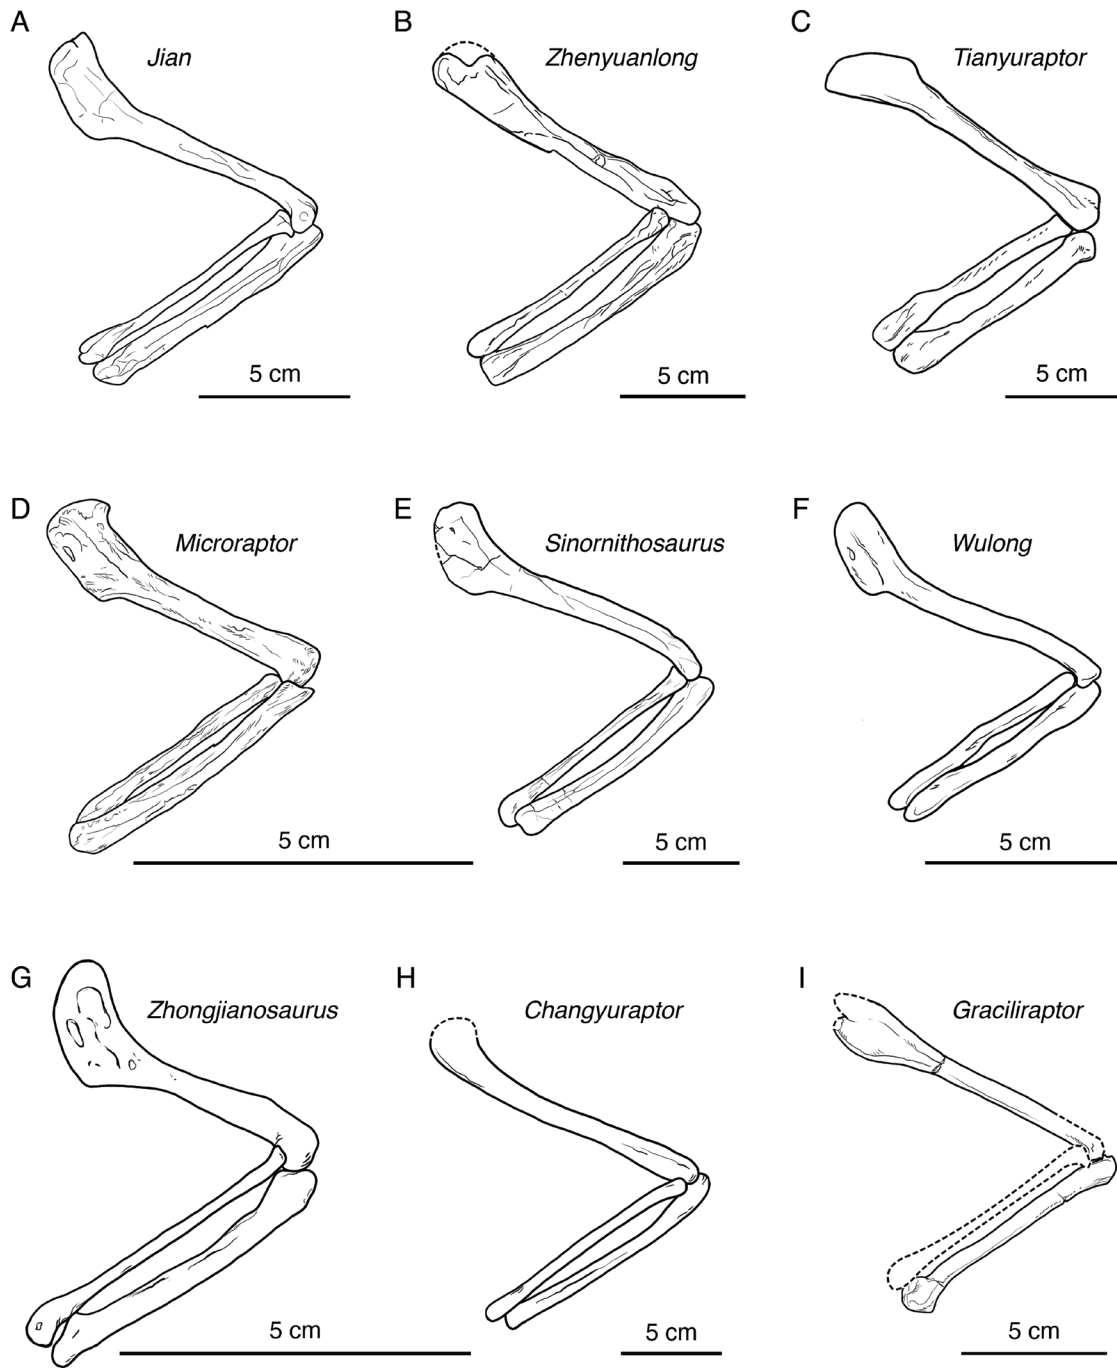 A
Jian
5 cm
B
Zhenyuanlong
5 cm
C
Tianyuraptor
5 cm
D
Microraptor
5 cm
E
Sinornithosaurus
5 cm
F
Wulong
5 cm
G
Zhongjianosaurus
5 cm
H
Changyuraptor
5 cm
I
Graciliraptor
5 cm